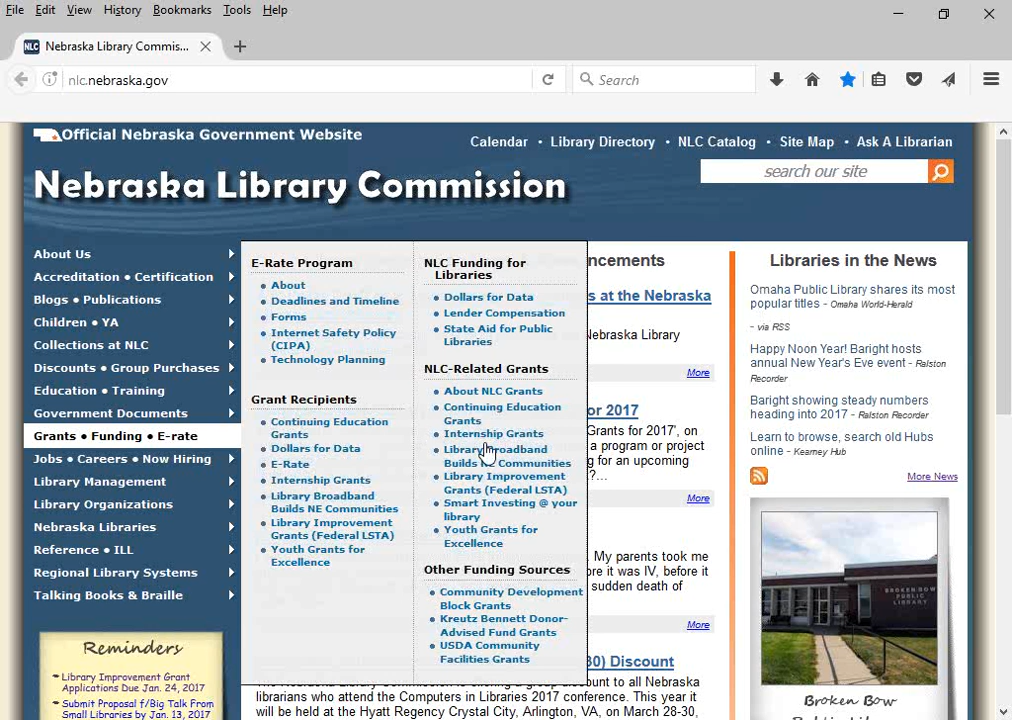 File Edit View History Bookmarks Tools Help
NLC Nebraska Library Commis...
nlc.nebraska.gov
Search
Official Nebraska Government Website
Calendar • Library Directory • NLC Catalog • Site Map • Ask A Librarian
Nebraska Library Commission
search our site
About Us
Accreditation • Certification
Blogs • Publications
Children • YA
Collections at NLC
Discounts • Group Purchases
Education • Training
Government Documents
Grants • Funding • E-rate
Jobs • Careers • Now Hiring
Library Management
Library Organizations
Nebraska Libraries
Reference • ILL
Regional Library Systems
Talking Books & Braille
Reminders
Library Improvement Grant
Applications Due Jan. 24, 2017
Submit Proposal f/Big Talk From
Small Libraries by Jan. 13, 2017
E-Rate Program
About
Deadlines and Timeline
Forms
Internet Safety Policy
(CIPA)
Technology Planning
Grant Recipients
Continuing Education
Grants
Dollars for Data
E-Rate
Internship Grants
Library Broadband
Builds NE Communities
Library Improvement
Grants (Federal LSTA)
Youth Grants for
Excellence
NLC Funding for
Libraries
Dollars for Data
Lender Compensation
State Aid for Public
Libraries
NLC-Related Grants
About NLC Grants
Continuing Education
Grants
Internship Grants
Library Broadband
Builds NE Communities
Library Improvement
Grants (Federal LSTA)
Smart Investing @ your
library
Youth Grants for
Excellence
Other Funding Sources
Community Development
Block Grants
Kreutz Bennett Donor-
Advised Fund Grants
USDA Community
Facilities Grants
ncements
s at the Nebraska
Nebraska Library
More
or 2017
Grants for 2017', on
a program or project
ng for an upcoming
?...
More
My parents took me
ore it was IV, before it
sudden death of
More
30) Discount
librarians who attend the Computers in Libraries 2017 conference. This year it
will be held at the Hyatt Regency Crystal City, Arlington, VA, on March 28-30,
Libraries in the News
Omaha Public Library shares its most
popular titles - Omaha World-Herald
- via RSS
Happy Noon Year! Baright hosts
annual New Year's Eve event - Ralston
Recorder
Baright showing steady numbers
heading into 2017 - Ralston Recorder
Learn to browse, search old Hubs
online - Kearney Hub
More News
BROKEN BOW
PUBLIC
LIBRARY
Broken Bow